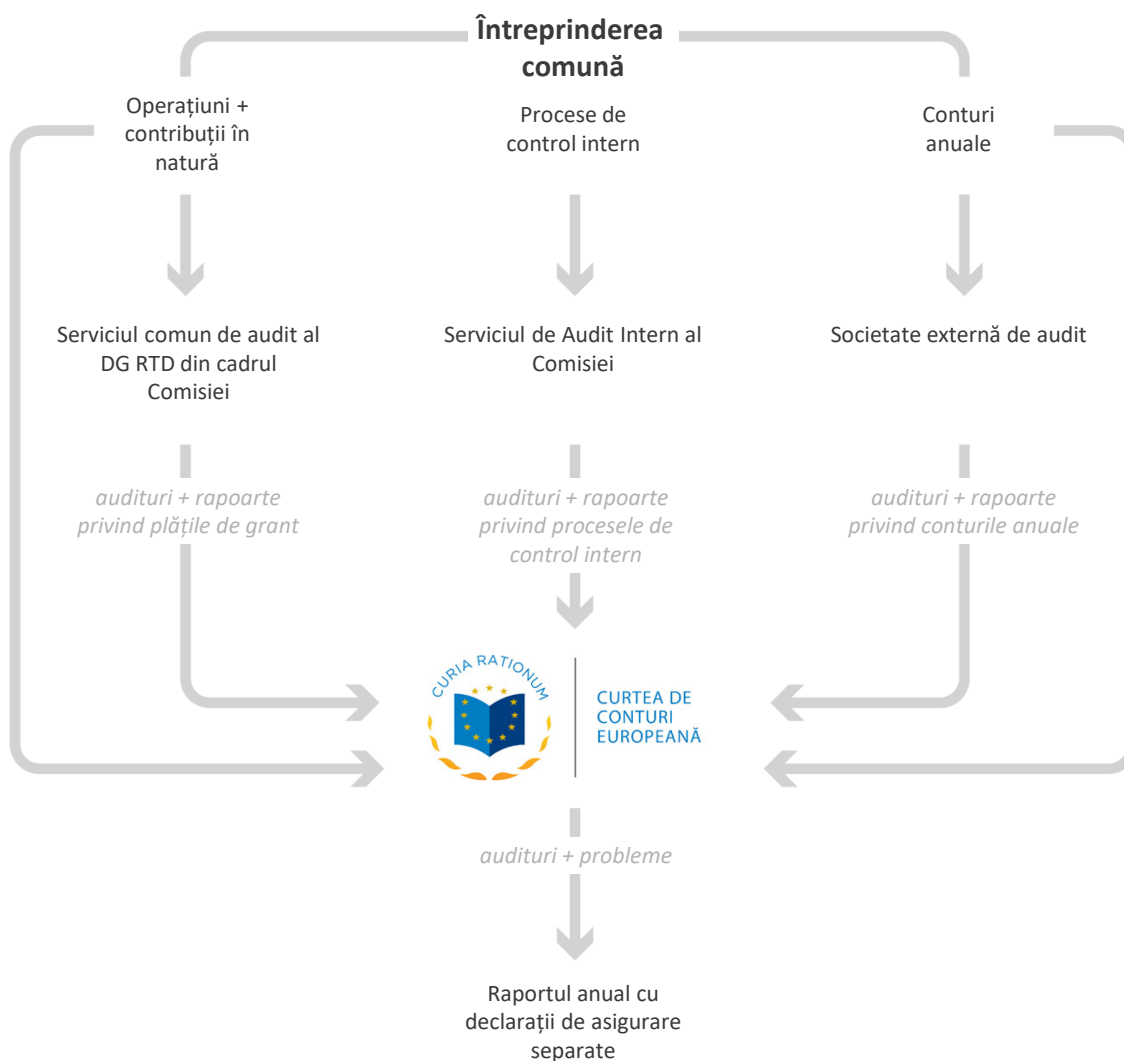 Întreprinderea
comună
Operațiuni +
contribuții în
natură
Procese de
control intern
Conturi
anuale
Serviciul comun de audit al
DG RTD din cadrul
Comisiei
Serviciul de Audit Intern al
Comisiei
Societate externă de audit
audituri + rapoarte
privind plățile de grant
audituri + rapoarte
privind procesele de
control intern
audituri + rapoarte
privind conturile anuale
CURIA RATIONUM
CURTEA DE
CONTURI
EUROPEANĂ
audituri + probleme
Raportul anual cu
declarații de asigurare
separate